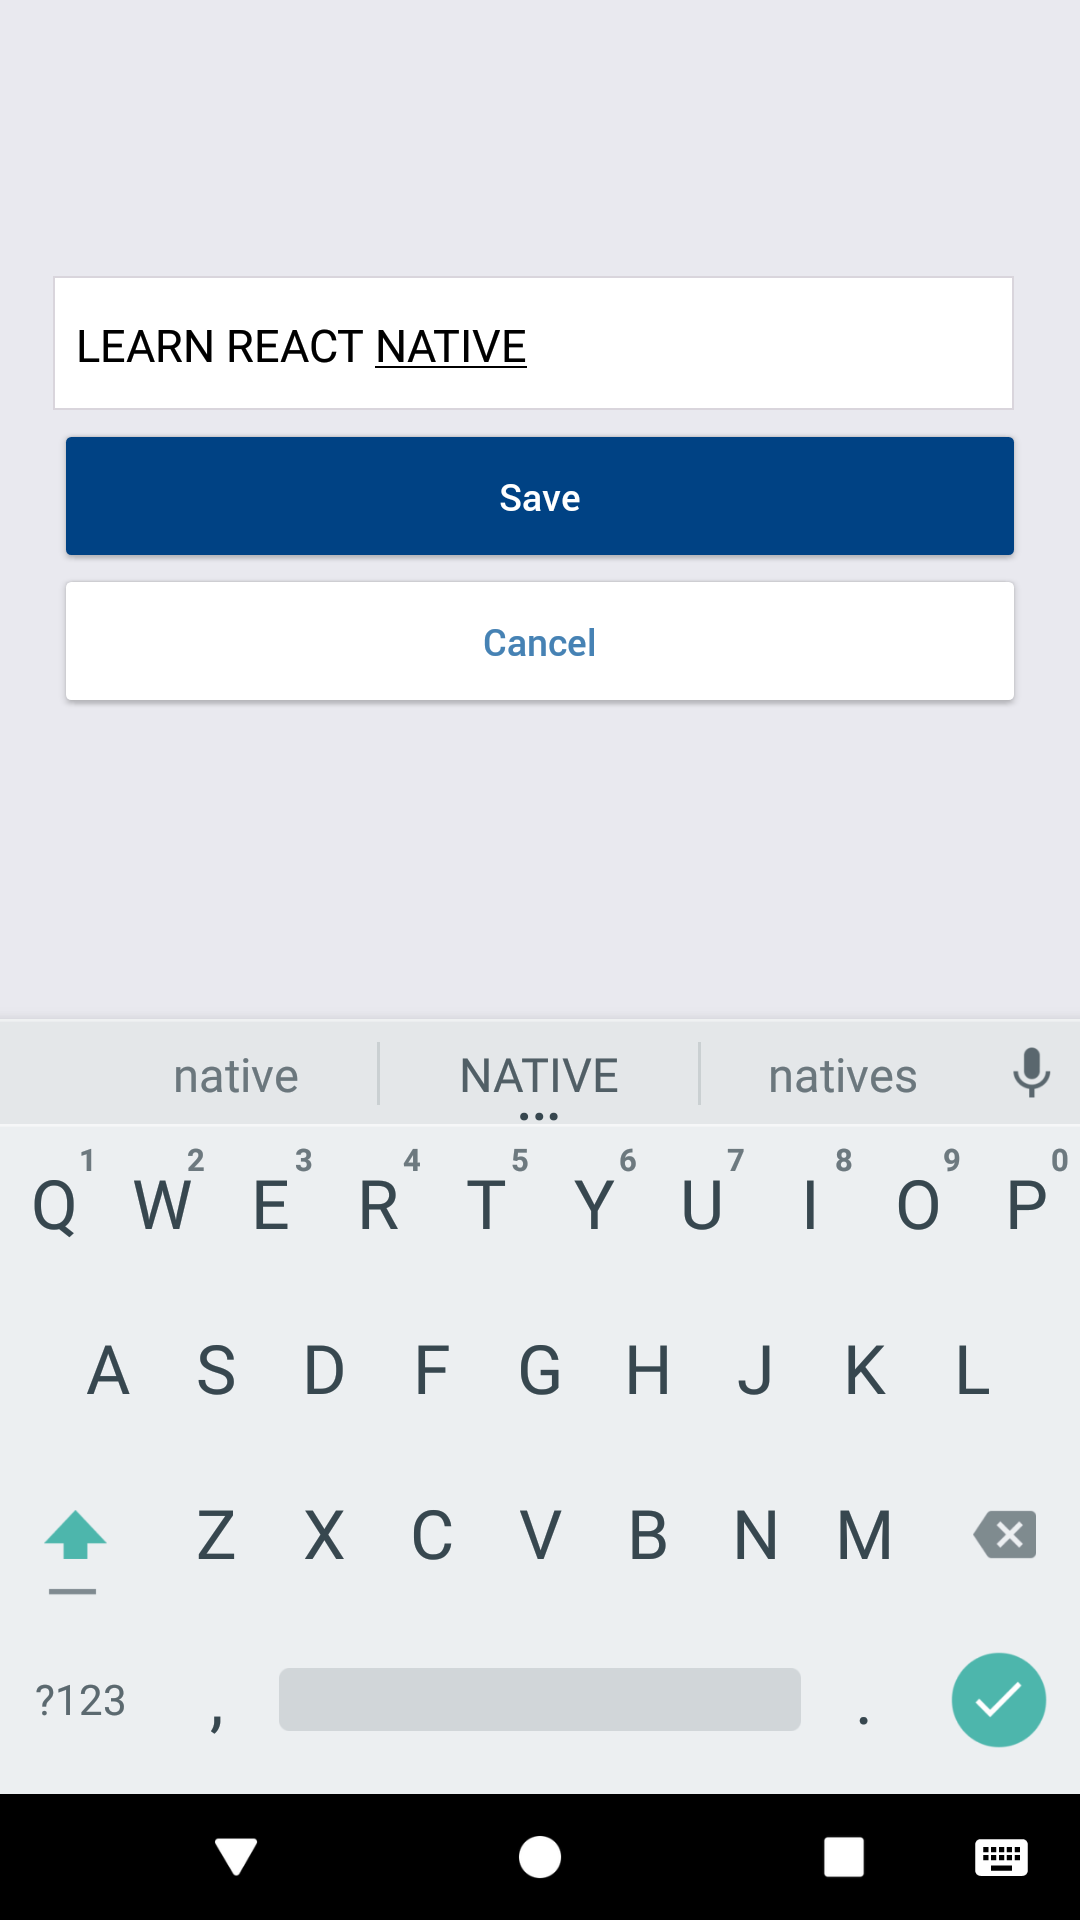 LEARN REACT NATIVE
Save
Cancel
native NATIVE natives
1 2 3 4 5 6 7 8 9 0
Q W E R T Y U I O P
A S D F G H J K L
Z X C V B N M
?123 , .